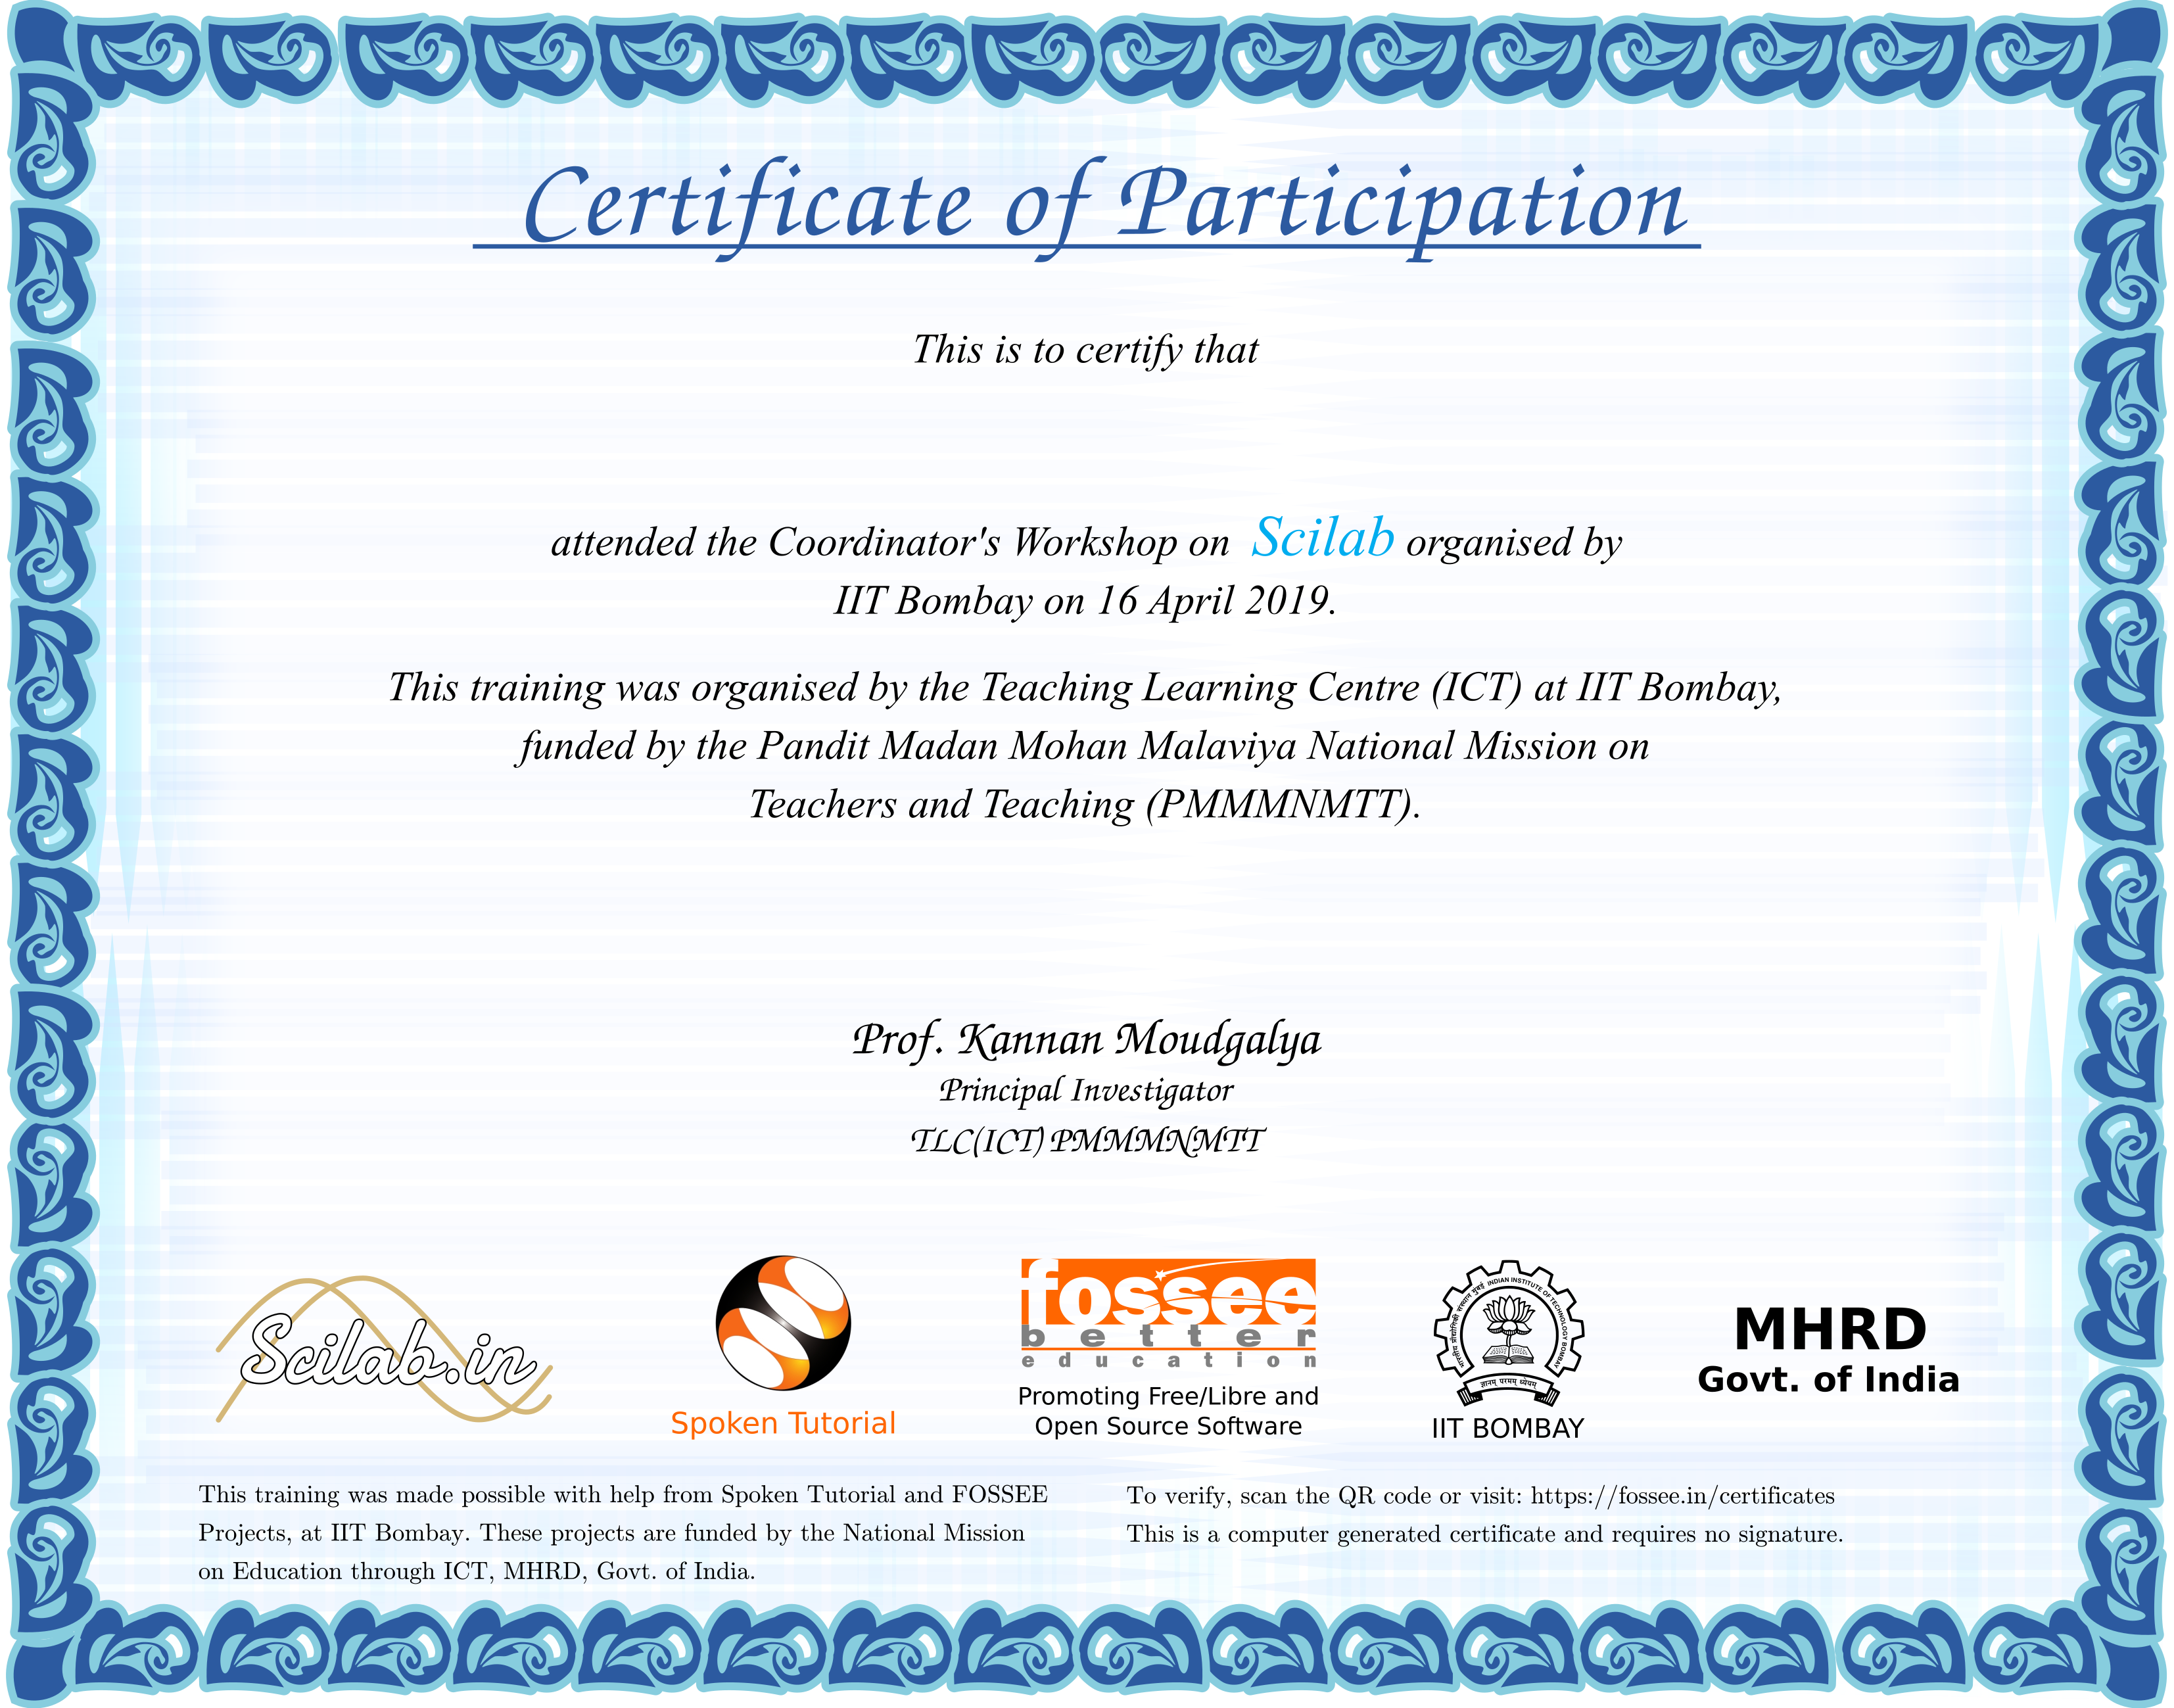 Certificate of Participation
This is to certify that
attended the Coordinator's Workshop on Scilab organised by
IIT Bombay on 16 April 2019.
This training was organised by the Teaching Learning Centre (ICT) at IIT Bombay,
funded by the Pandit Madan Mohan Malaviya National Mission on
Teachers and Teaching (PMMMNMTT).
Prof. Kannan Moudgalya
Principal Investigator
TLC(ICT) PMMMNMTT
Scilab.in
Spoken Tutorial
fossee
better
education
Promoting Free/Libre and
Open Source Software
भारतीय प्रौद्योगिकी संस्थान मुंबई INDIAN INSTITUTE OF TECHNOLOGY BOMBAY
ज्ञानम् परमम् ध्येयम्
IIT BOMBAY
MHRD
Govt. of India
This training was made possible with help from Spoken Tutorial and FOSSEE
Projects, at IIT Bombay. These projects are funded by the National Mission
on Education through ICT, MHRD, Govt. of India.
To verify, scan the QR code or visit: https://fossee.in/certificates
This is a computer generated certificate and requires no signature.